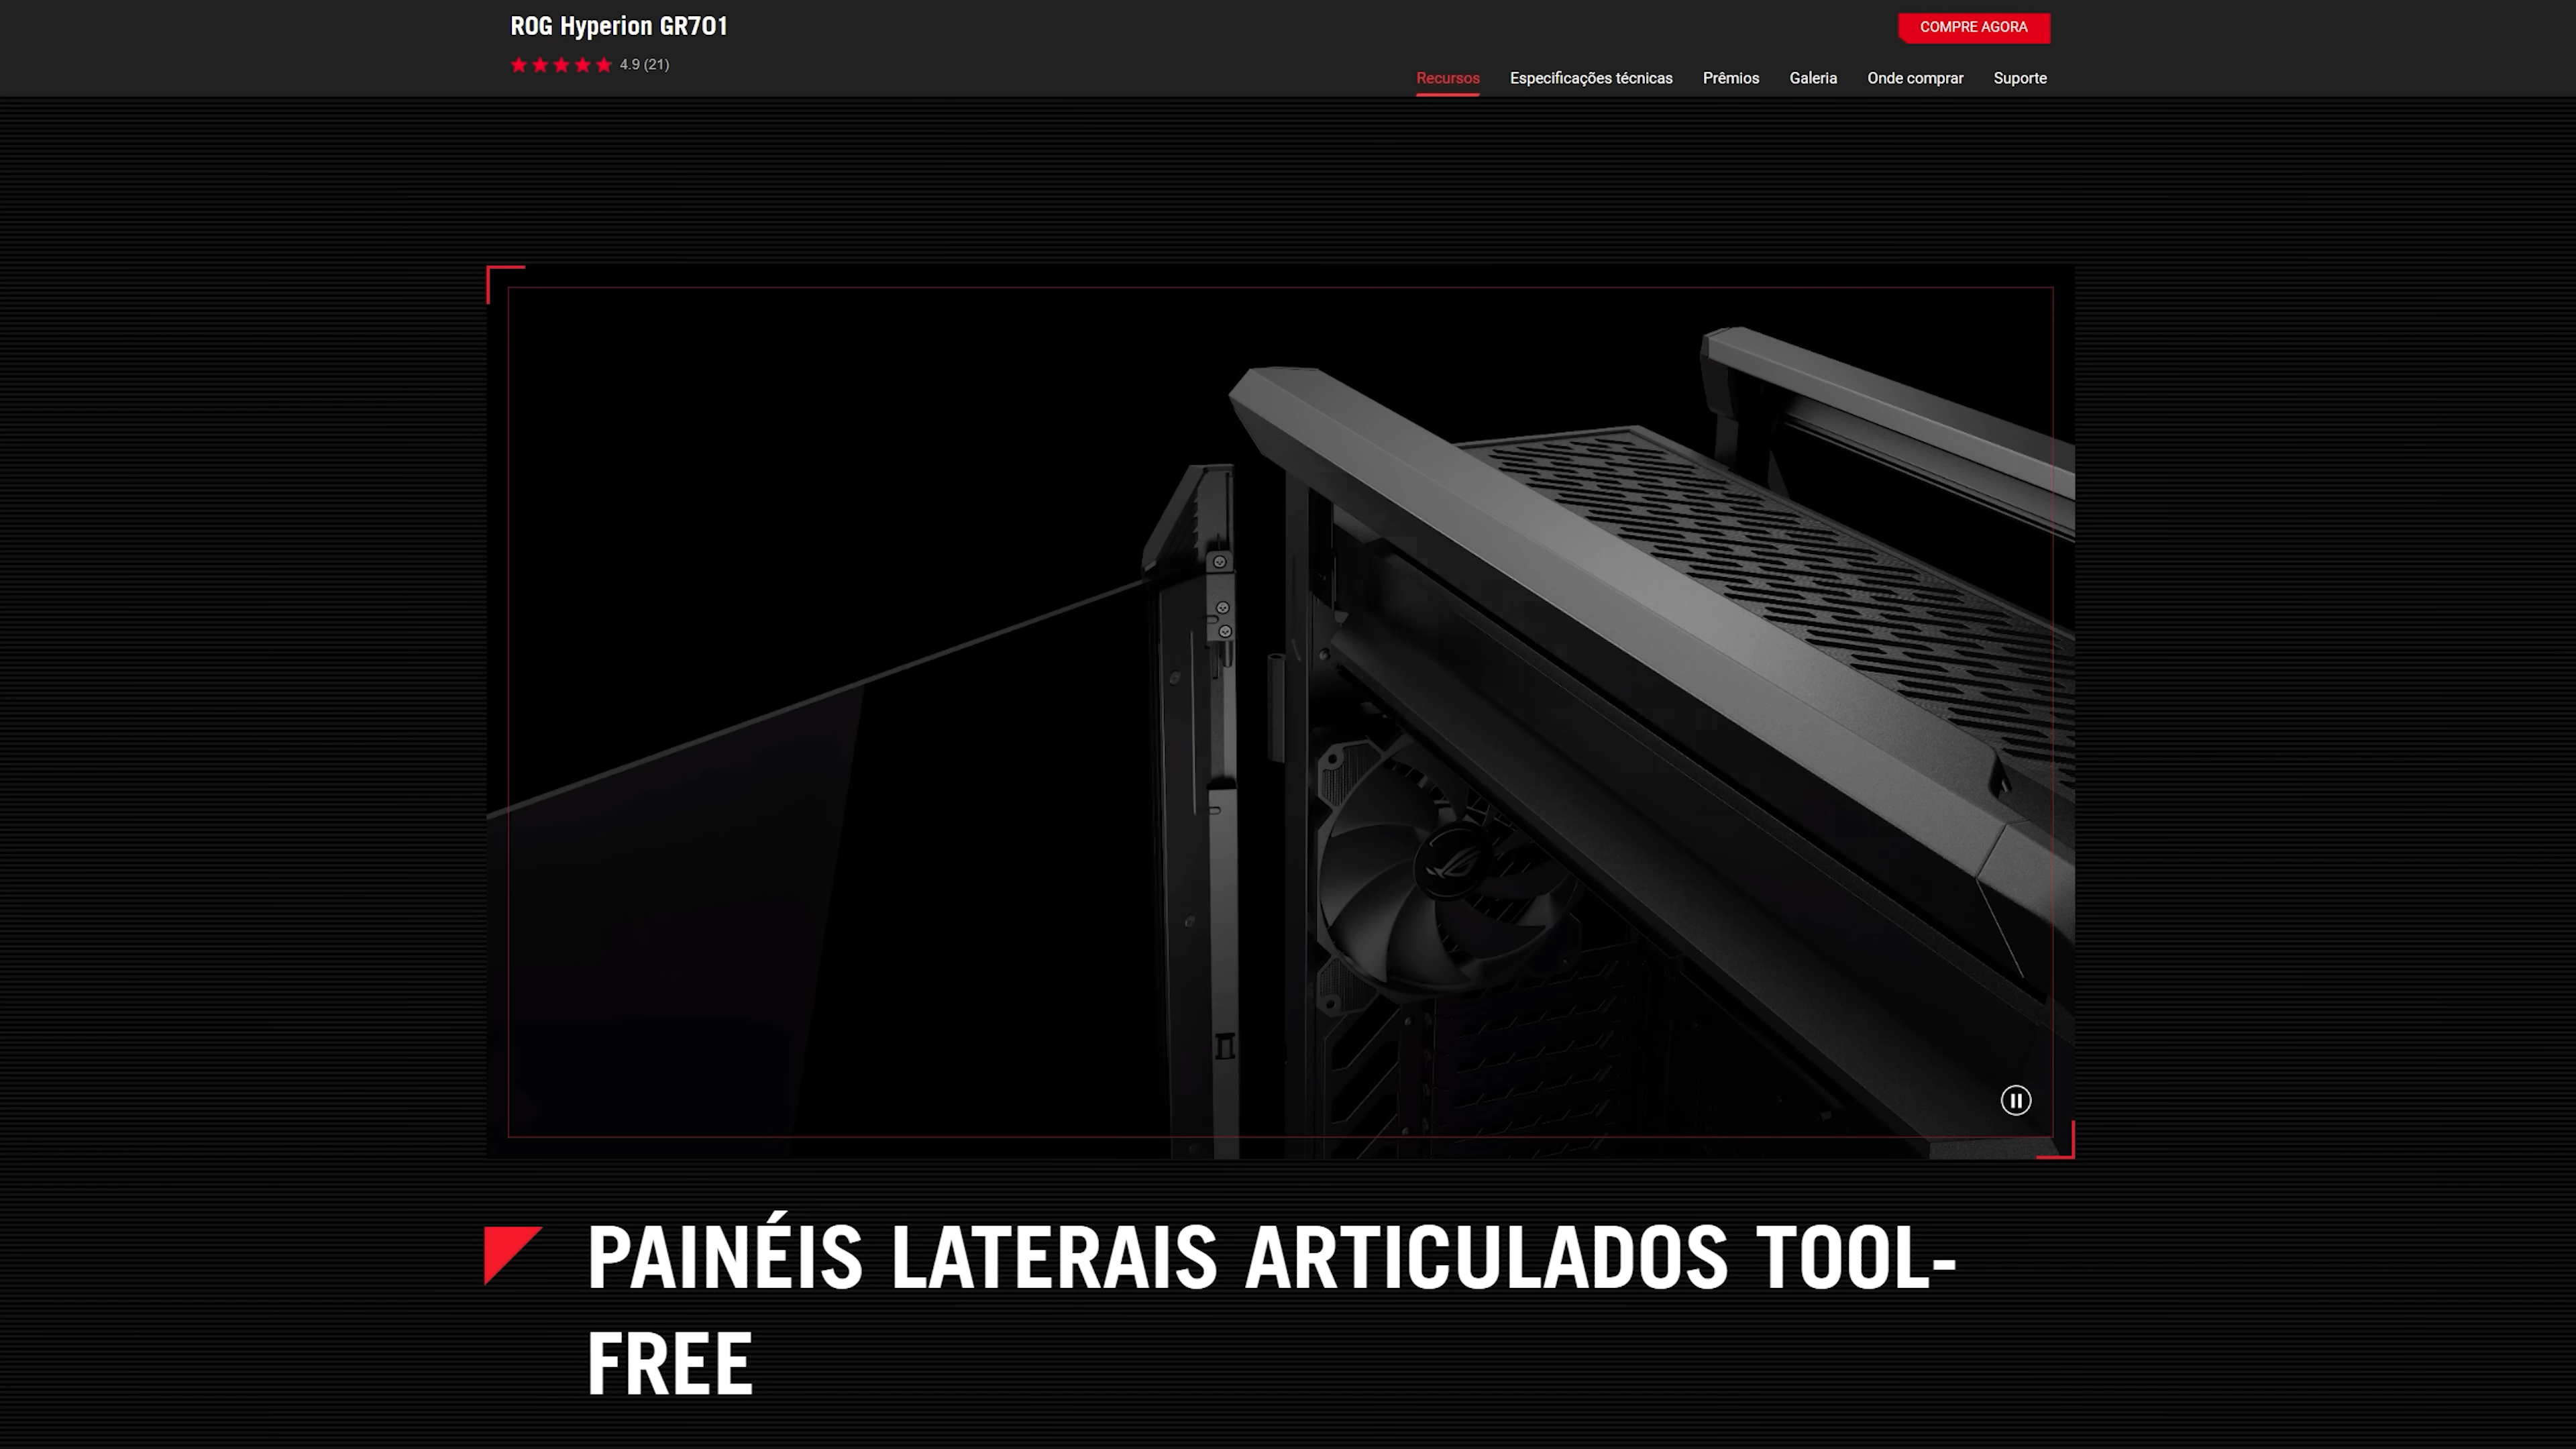 ROG Hyperion GR701
COMPRE AGORA
4.9 (21)
Recursos Especificações técnicas Prêmios Galeria Onde comprar Suporte
PAINÉIS LATERAIS ARTICULADOS TOOL-
FREE